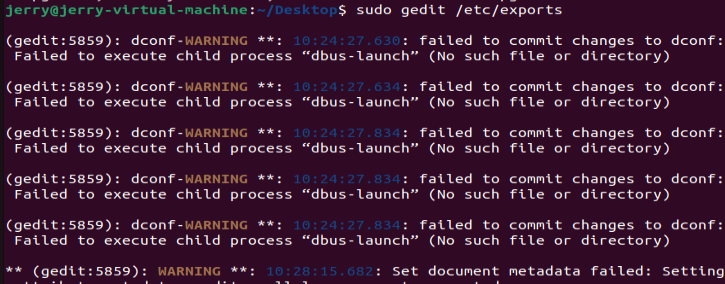 jerry@jerry-virtual-machine:~/Desktop$ sudo gedit /etc/exports
(gedit:5859): dconf-WARNING **: 10:24:27.630: failed to commit changes to dconf:
Failed to execute child process “dbus-launch” (No such file or directory)
(gedit:5859): dconf-WARNING **: 10:24:27.634: failed to commit changes to dconf:
Failed to execute child process “dbus-launch” (No such file or directory)
(gedit:5859): dconf-WARNING **: 10:24:27.834: failed to commit changes to dconf:
Failed to execute child process “dbus-launch” (No such file or directory)
(gedit:5859): dconf-WARNING **: 10:24:27.834: failed to commit changes to dconf:
Failed to execute child process “dbus-launch” (No such file or directory)
(gedit:5859): dconf-WARNING **: 10:24:27.834: failed to commit changes to dconf:
Failed to execute child process “dbus-launch” (No such file or directory)
** (gedit:5859): WARNING **: 10:28:15.682: Set document metadata failed: Setting